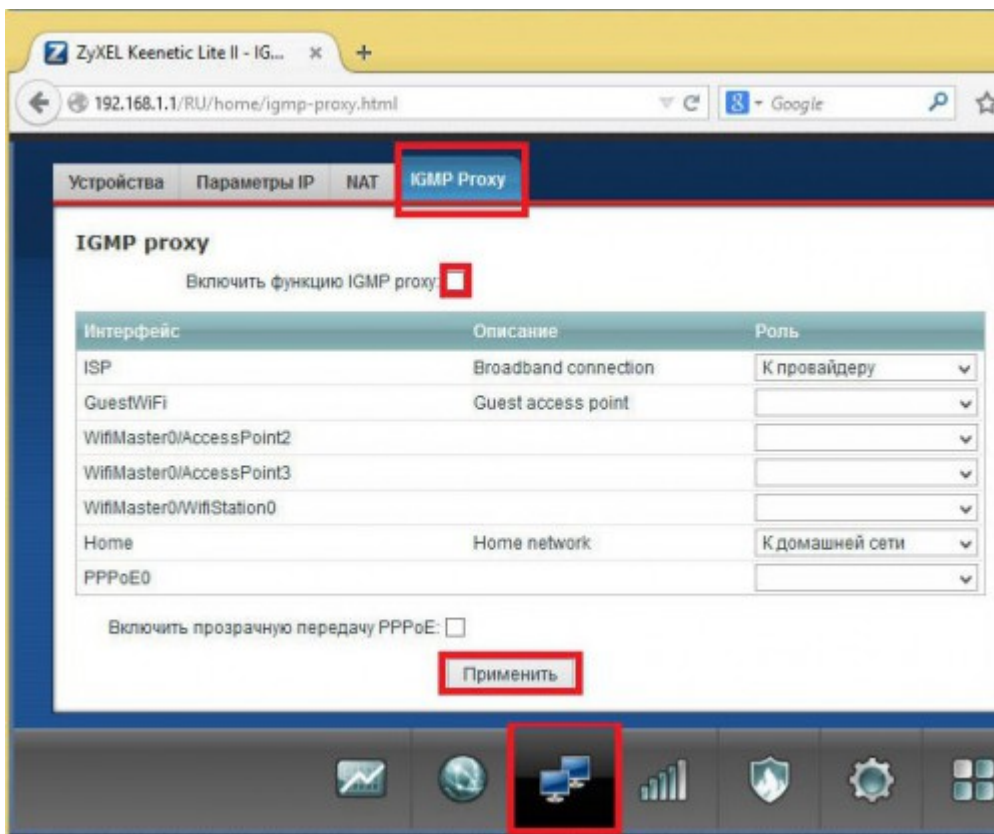 ZyXEL Keenetic Lite II - IG... × +
192.168.1.1/RU/home/igmp-proxy.html 8 Google
Устройства Параметры IP NAT IGMP Proxy
IGMP proxy
Включить функцию IGMP proxy:
Интерфейс Описание Роль
ISP Broadband connection К провайдеру
GuestWiFi Guest access point
WifiMaster0/AccessPoint2
WifiMaster0/AccessPoint3
WifiMaster0/WifiStation0
Home Home network К домашней сети
PPPoE0
Включить прозрачную передачу PPPoE:
Применить